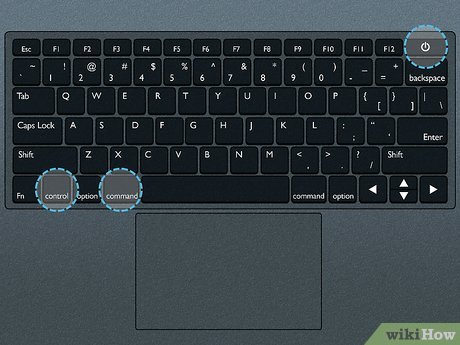 Esc F1 F2 F3 F4 F5 F6 F7 F8 F9 F10 F11 F12
~ ` ! 1 @ 2 # 3 $ 4 % 5 ^ 6 & 7 * 8 ( 9 ) 0 _ - + = backspace
Tab Q W E R T Y U I O P { [ } ] | \
Caps Lock A S D F G H J K L : ; " ' Enter
Shift Z X C V B N M < , > . ? / Shift
Fn control option command command option
wikiHow